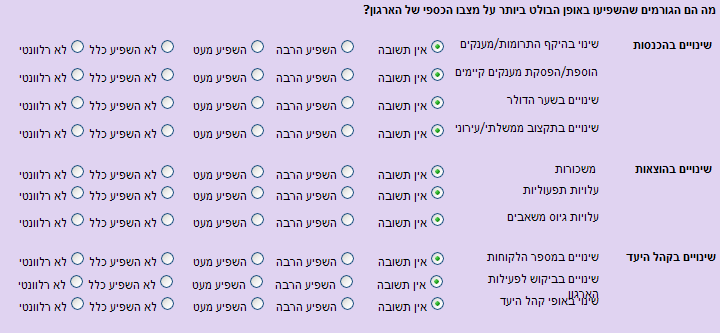 מה הם הגורמים שהשפיעו באופן הבולט ביותר על מצבו הכספי של הארגון?
שינויים בהכנסות שינוי בהיקף התרומות/מענקים אין תשובה השפיע הרבה השפיע מעט לא השפיע כלל לא רלוונטי
הוספת/הפסקת מענקים קיימים אין תשובה השפיע הרבה השפיע מעט לא השפיע כלל לא רלוונטי
שינויים בשער הדולר אין תשובה השפיע הרבה השפיע מעט לא השפיע כלל לא רלוונטי
שינויים בתקצוב ממשלתי/עירוני אין תשובה השפיע הרבה השפיע מעט לא השפיע כלל לא רלוונטי
שינויים בהוצאות משכורות אין תשובה השפיע הרבה השפיע מעט לא השפיע כלל לא רלוונטי
עלויות תפעוליות אין תשובה השפיע הרבה השפיע מעט לא השפיע כלל לא רלוונטי
עלויות גיוס משאבים אין תשובה השפיע הרבה השפיע מעט לא השפיע כלל לא רלוונטי
שינויים בקהל היעד שינויים במספר הלקוחות אין תשובה השפיע הרבה השפיע מעט לא השפיע כלל לא רלוונטי
שינויים בביקוש לפעילות אין תשובה השפיע הרבה השפיע מעט לא השפיע כלל לא רלוונטי
הארגון
שינוי באופי קהל היעד אין תשובה השפיע הרבה השפיע מעט לא השפיע כלל לא רלוונטי